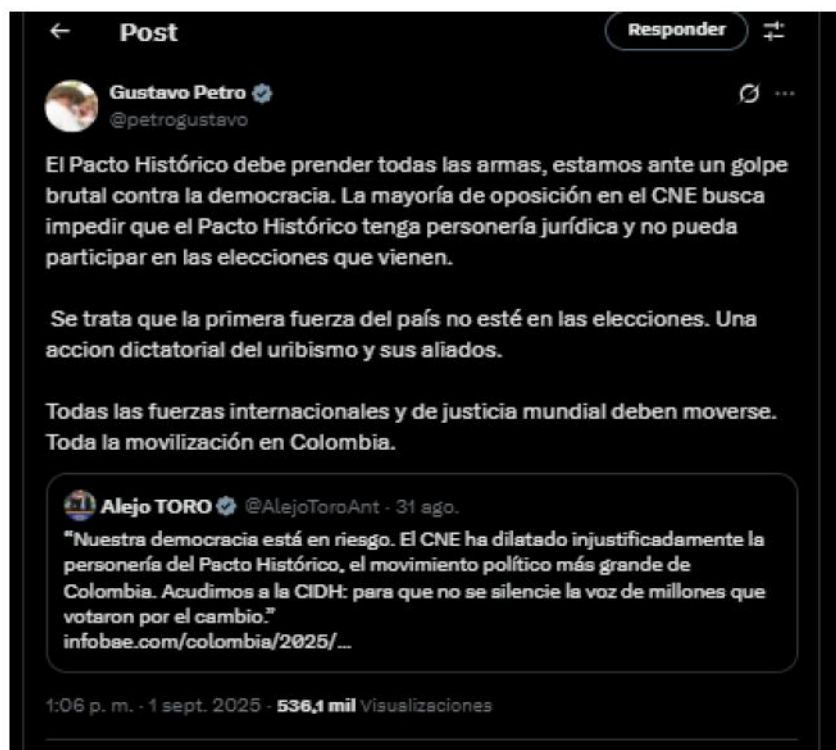 Post
Responder
Gustavo Petro
@petrogustavo
El Pacto Histórico debe prender todas las armas, estamos ante un golpe
brutal contra la democracia. La mayoría de oposición en el CNE busca
impedir que el Pacto Histórico tenga personería jurídica y no pueda
participar en las elecciones que vienen.
Se trata que la primera fuerza del país no esté en las elecciones. Una
accion dictatorial del uribismo y sus aliados.
Todas las fuerzas internacionales y de justicia mundial deben moverse.
Toda la movilización en Colombia.
Alejo TORO @AlejoToroAnt · 31 ago.
“Nuestra democracia está en riesgo. El CNE ha dilatado injustificadamente la
personería del Pacto Histórico, el movimiento político más grande de
Colombia. Acudimos a la CIDH: para que no se silencie la voz de millones que
votaron por el cambio.”
infobae.com/colombia/2025/...
1:06 p. m. · 1 sept. 2025 · 536,1 mil Visualizaciones